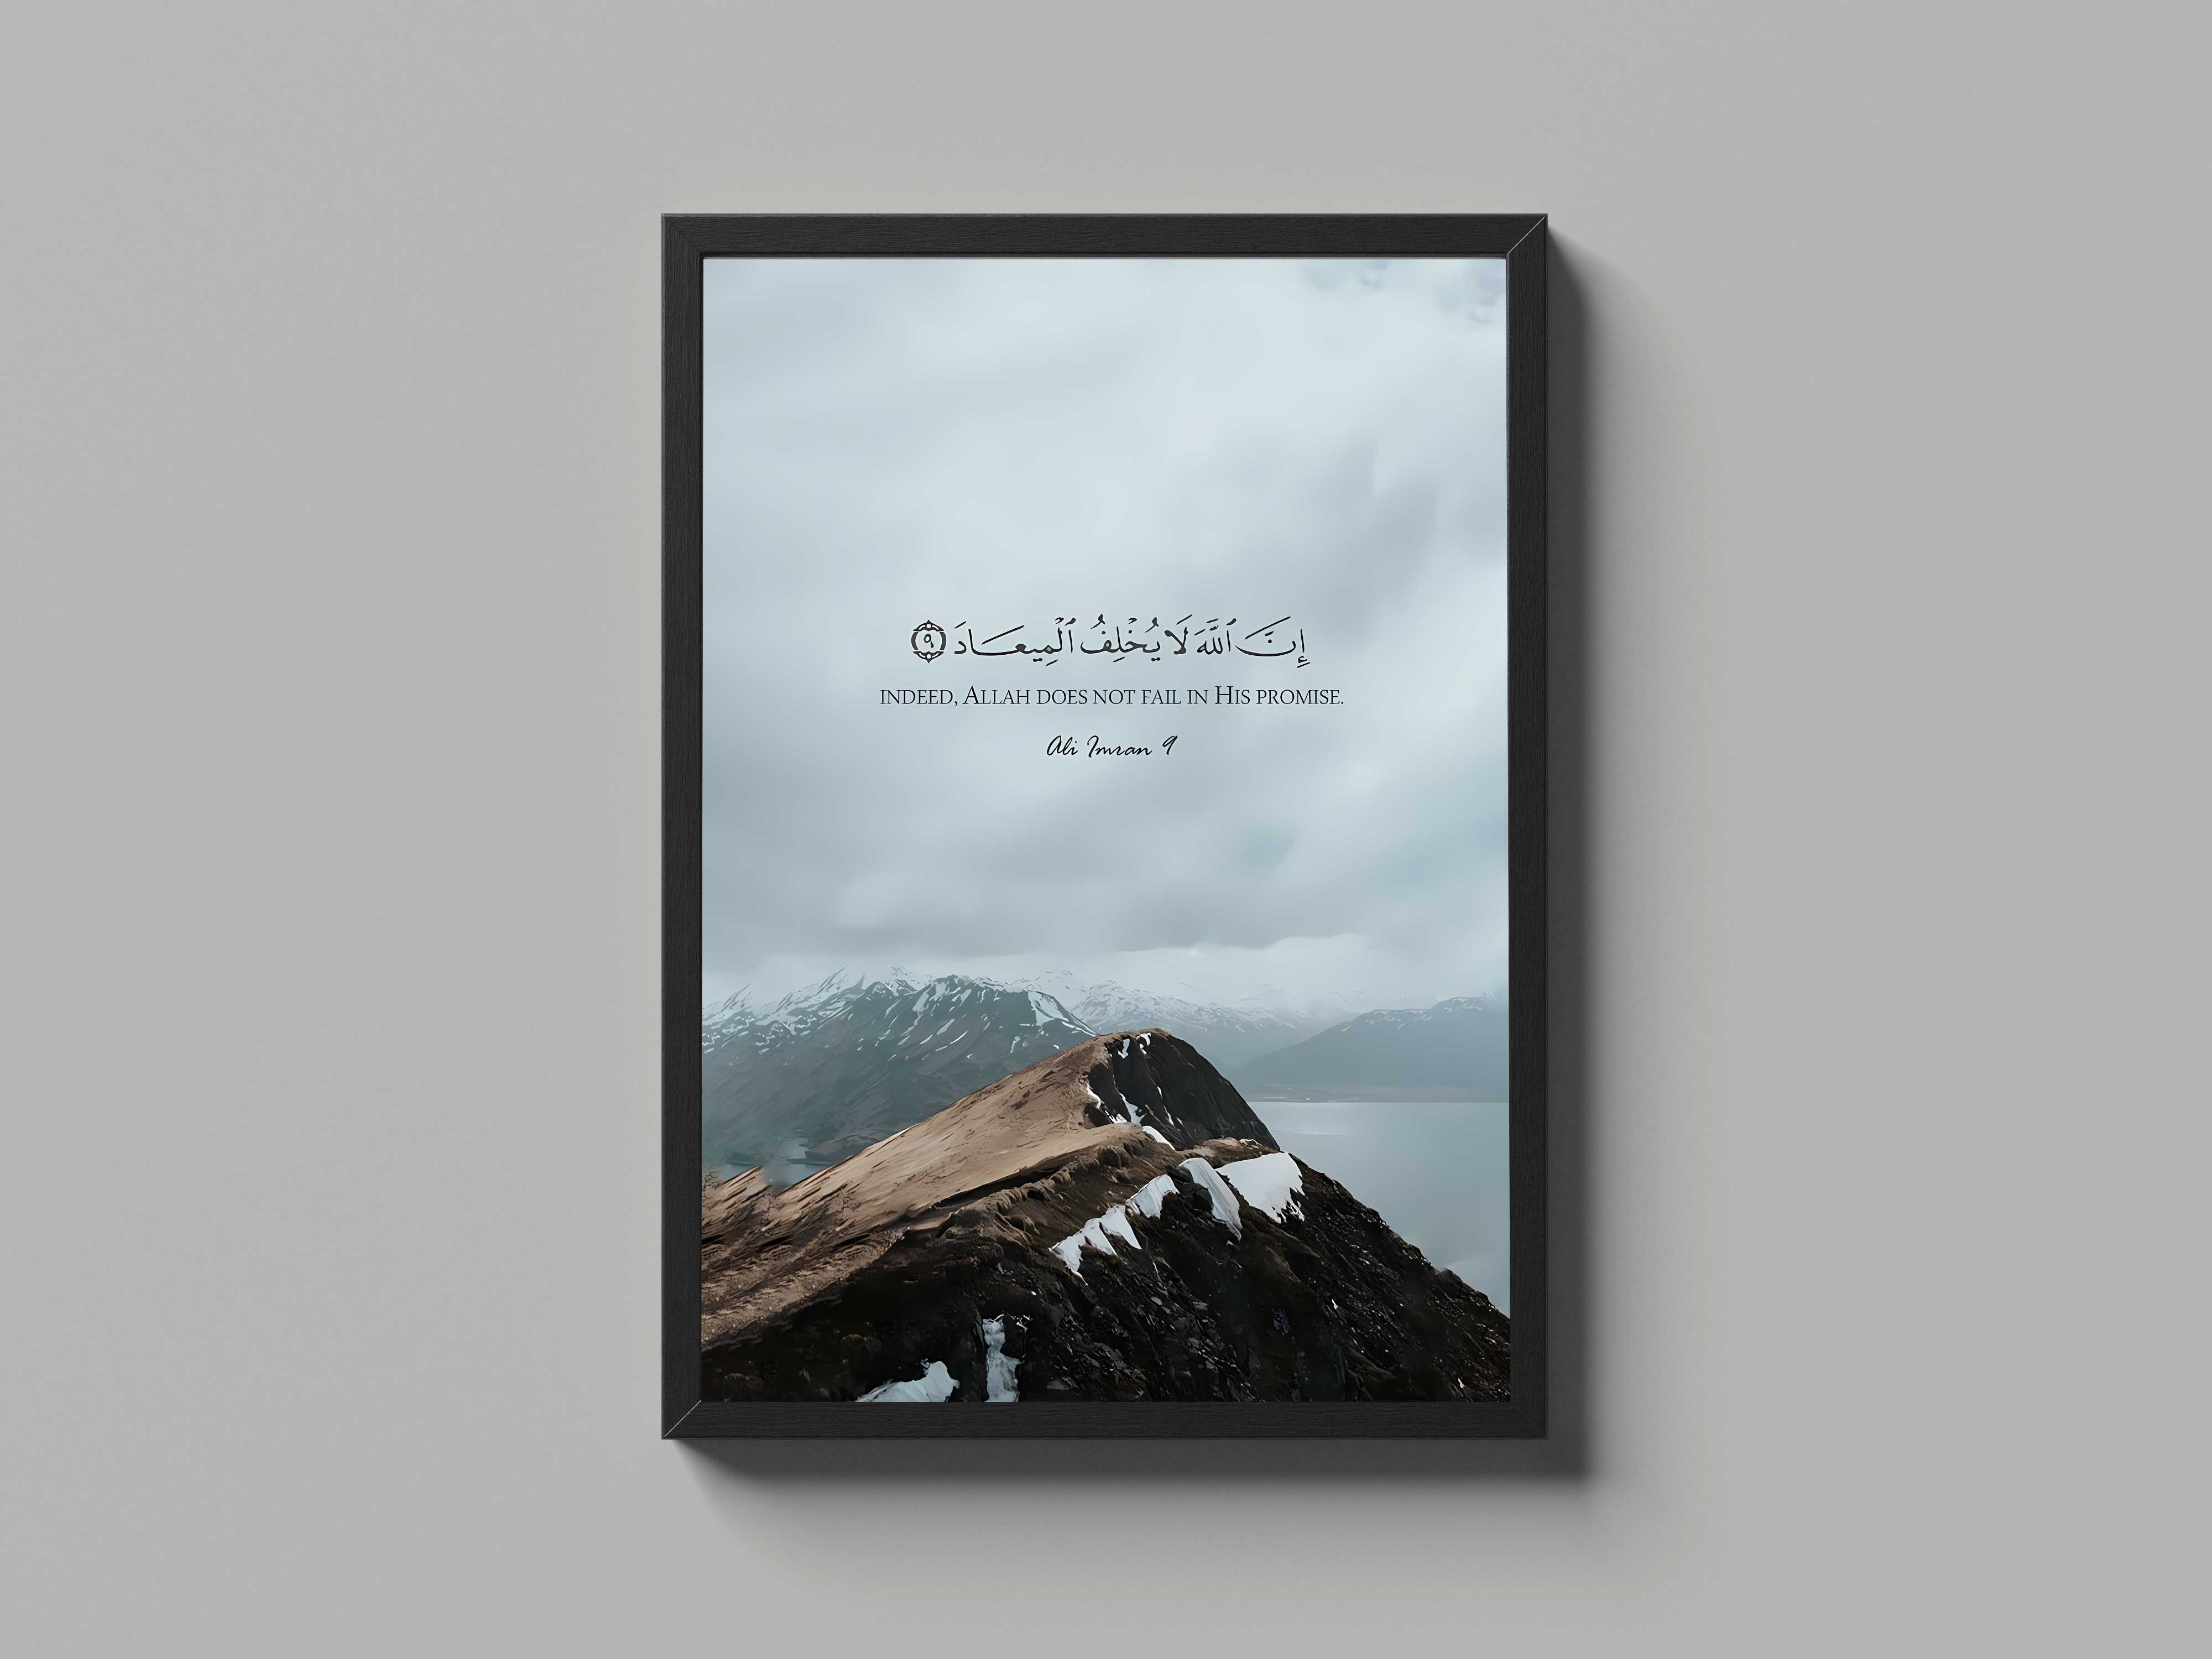 إِنَّ ٱللَّهَ لَا يُخْلِفُ ٱلْمِيعَادَ ٩
INDEED, ALLAH DOES NOT FAIL IN HIS PROMISE.
Ali Imran 9